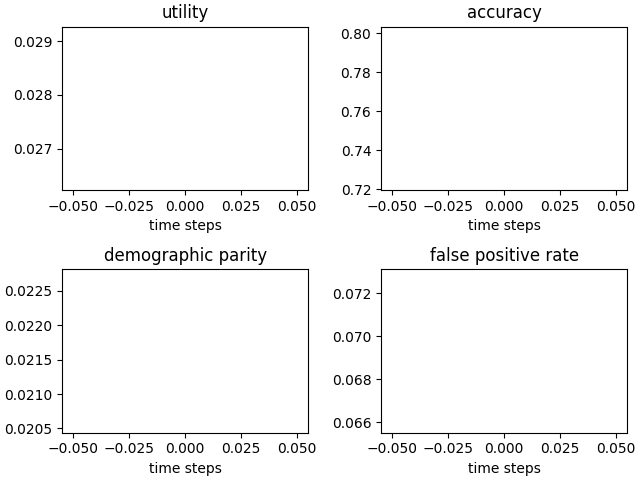 utility
0.029
0.028
0.027
−0.050 −0.025 0.000 0.025 0.050
time steps
accuracy
0.80
0.78
0.76
0.74
0.72
−0.050 −0.025 0.000 0.025 0.050
time steps
demographic parity
0.0225
0.0220
0.0215
0.0210
0.0205
−0.050 −0.025 0.000 0.025 0.050
time steps
false positive rate
0.072
0.070
0.068
0.066
−0.050 −0.025 0.000 0.025 0.050
time steps